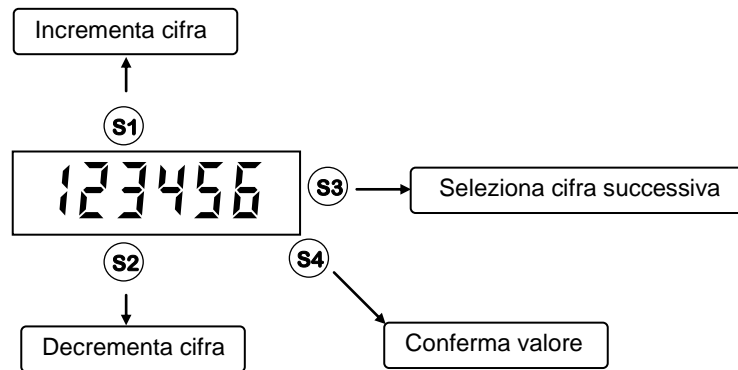 Incrementa cifra
S1
123456
S3
Seleziona cifra successiva
S2
S4
Decrementa cifra
Conferma valore